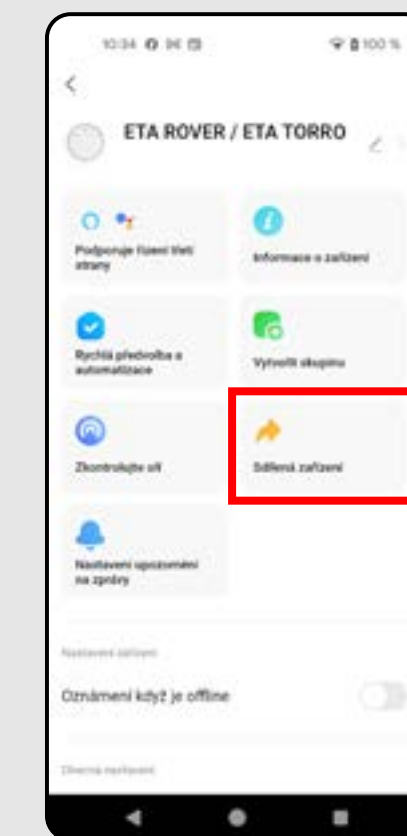 10:34
100 %
ETA ROVER / ETA TORRO
Podporuje řízení třetí
strany
Informace o zařízení
Rychlá předvolba a
automatizace
Vytvořit skupinu
Zkontrolujte síť
Sdílená zařízení
Nastavení upozornění
na zprávy
Nastavení zařízení
Oznámení když je offline
Obecná nastavení